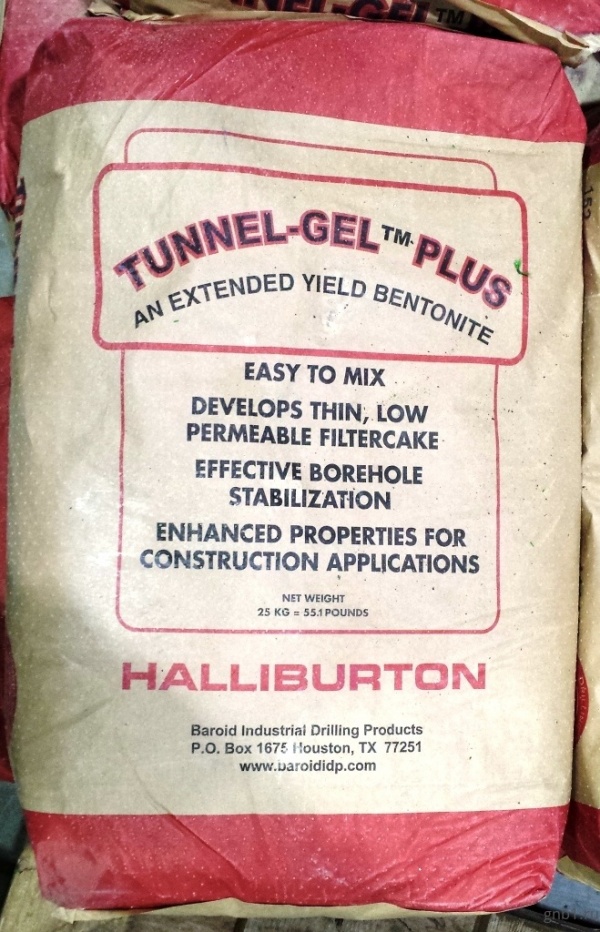 TUNNEL-GEL™
TUNNEL-GEL™ PLUS
AN EXTENDED YIELD BENTONITE
EASY TO MIX
DEVELOPS THIN, LOW
PERMEABLE FILTERCAKE
EFFECTIVE BOREHOLE
STABILIZATION
ENHANCED PROPERTIES FOR
CONSTRUCTION APPLICATIONS
NET WEIGHT
25 KG = 55.1 POUNDS
HALLIBURTON
Baroid Industrial Drilling Products
P.O. Box 1675 Houston, TX 77251
www.baroididp.com